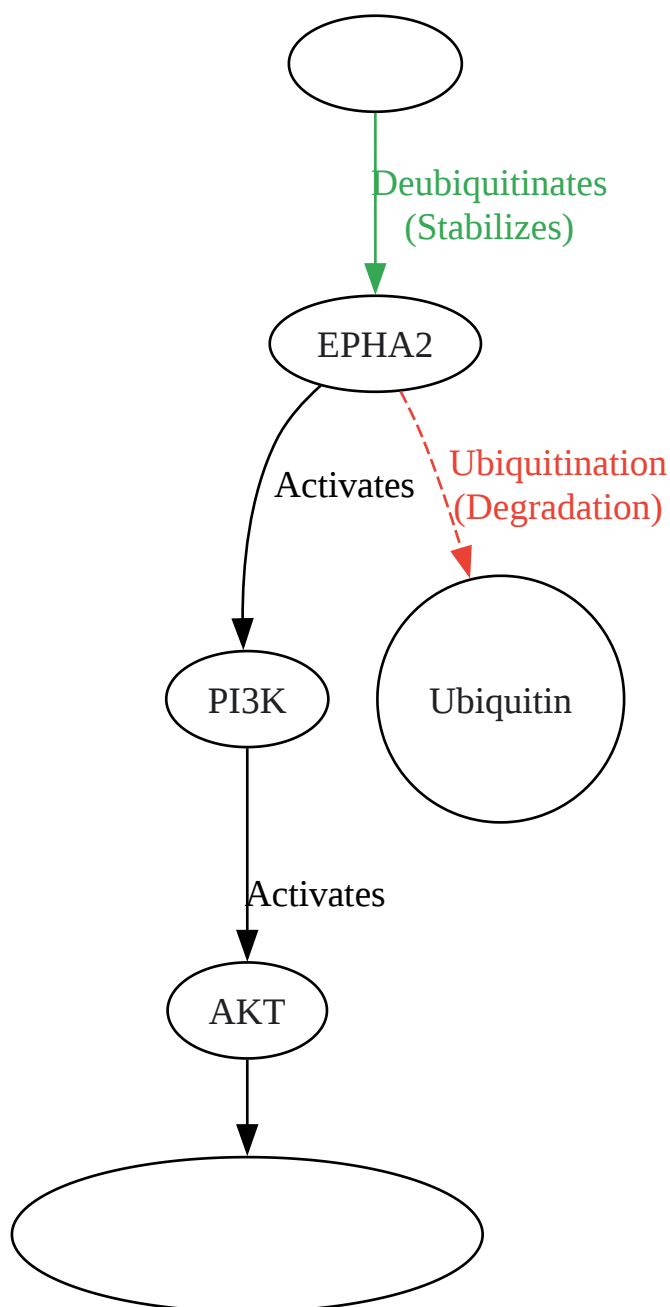 Deubiquitinates
(Stabilizes)
EPHA2
Activates
Ubiquitination
(Degradation)
PI3K
Ubiquitin
Activates
AKT